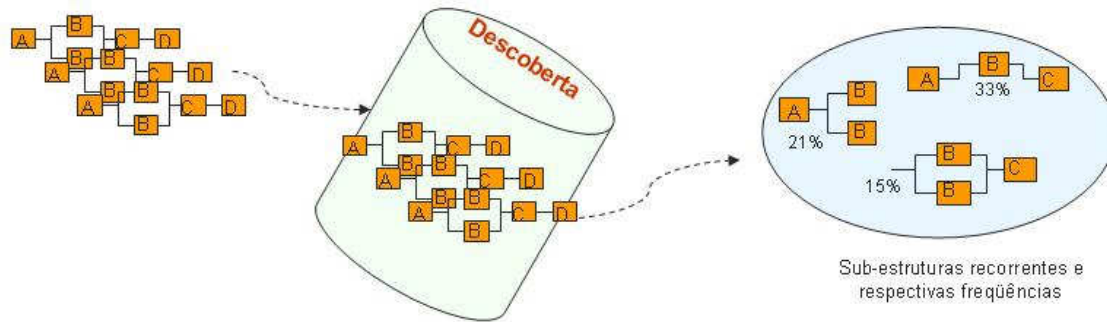 A B B C D
A B B C D
A B B C D
Descoberta
A B B C D
A B B C D
A B B C D
A B B
21%
A B C
33%
B B C
15%
Sub-estruturas recorrentes e
respectivas freqüências